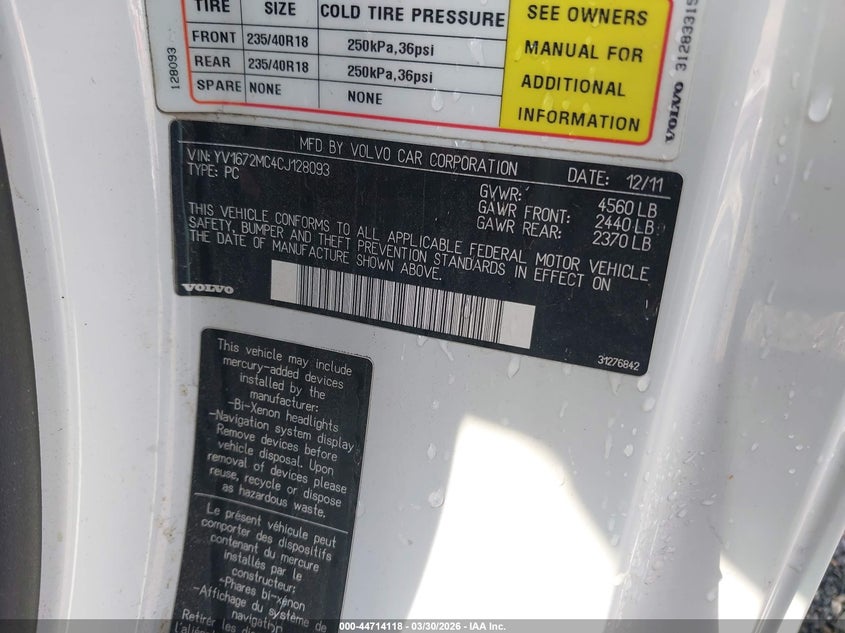 TIRE SIZE COLD TIRE PRESSURE
FRONT 235/40R18 250kPa,36psi
REAR 235/40R18 250kPa,36psi
SPARE NONE NONE
SEE OWNERS
MANUAL FOR
ADDITIONAL
INFORMATION
128093
VOLVO 31283315
MFD BY VOLVO CAR CORPORATION
VIN: YV1672MC4CJ128093 DATE: 12/11
TYPE: PC
GVWR: 4560 LB
GAWR FRONT: 2440 LB
GAWR REAR: 2370 LB
THIS VEHICLE CONFORMS TO ALL APPLICABLE FEDERAL MOTOR VEHICLE
SAFETY, BUMPER AND THEFT PREVENTION STANDARDS IN EFFECT ON
THE DATE OF MANUFACTURE SHOWN ABOVE.
VOLVO
31276842
This vehicle may include
mercury-added devices
installed by the
manufacturer:
-Bi-Xenon headlights
-Navigation system display
Remove devices before
vehicle disposal. Upon
removal of devices please
reuse, recycle or dispose
as hazardous waste.
Le présent véhicule peut
comporter des dispositifs
contenant du mercure
installés par le
constructeur:
-Phares bi-xénon
-Affichage du système de
navigation
Retirer les
000-44714118 - 03/30/2026 - IAA Inc.